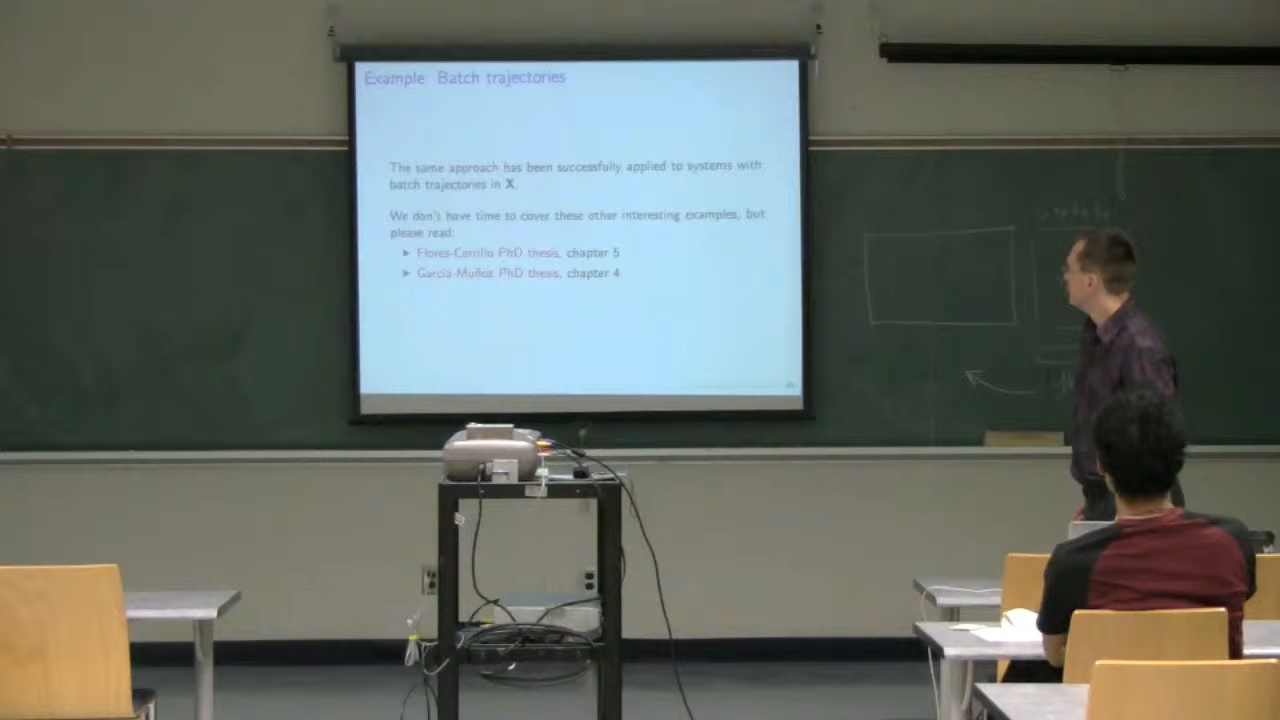 Example: Batch trajectories
The same approach has been successfully applied to systems with
batch trajectories in X.
We don't have time to cover these other interesting examples, but
please read:
▶ Flores-Cerrillo PhD thesis, chapter 5
▶ García-Muñoz PhD thesis, chapter 4